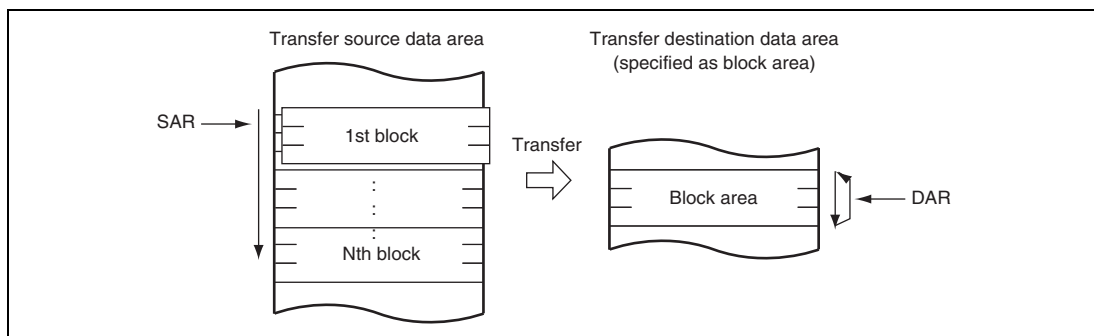 Transfer source data area
Transfer destination data area
(specified as block area)
SAR
1st block
Transfer
Block area
DAR
Nth block